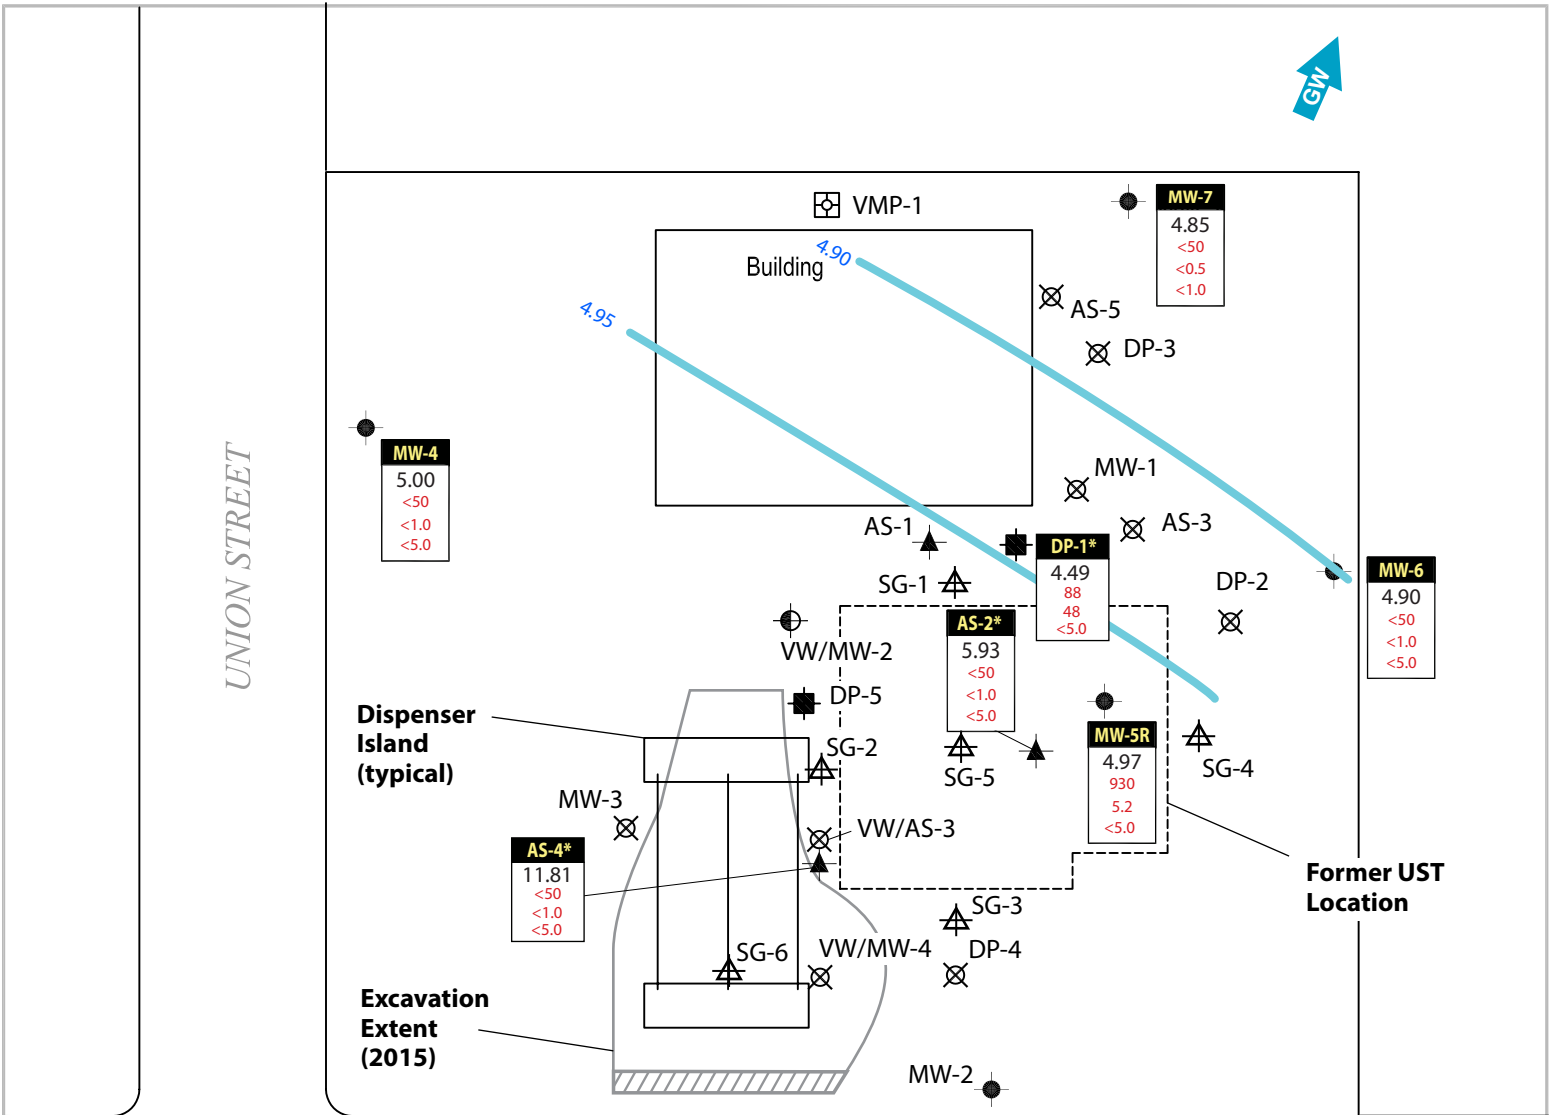 GW
VMP-1
MW-7
4.85
<50
<0.5
<1.0
Building
4.90
4.95
AS-5
DP-3
MW-4
5.00
<50
<1.0
<5.0
UNION STREET
MW-1
AS-3
AS-1
DP-1*
4.49
88
48
<5.0
SG-1
DP-2
MW-6
4.90
<50
<1.0
<5.0
AS-2*
5.93
<50
<1.0
<5.0
VW/MW-2
DP-5
Dispenser
Island
(typical)
SG-2
SG-5
MW-5R
4.97
930
5.2
<5.0
SG-4
MW-3
VW/AS-3
AS-4*
11.81
<50
<1.0
<5.0
Former UST
Location
SG-3
SG-6
VW/MW-4
DP-4
Excavation
Extent
(2015)
MW-2